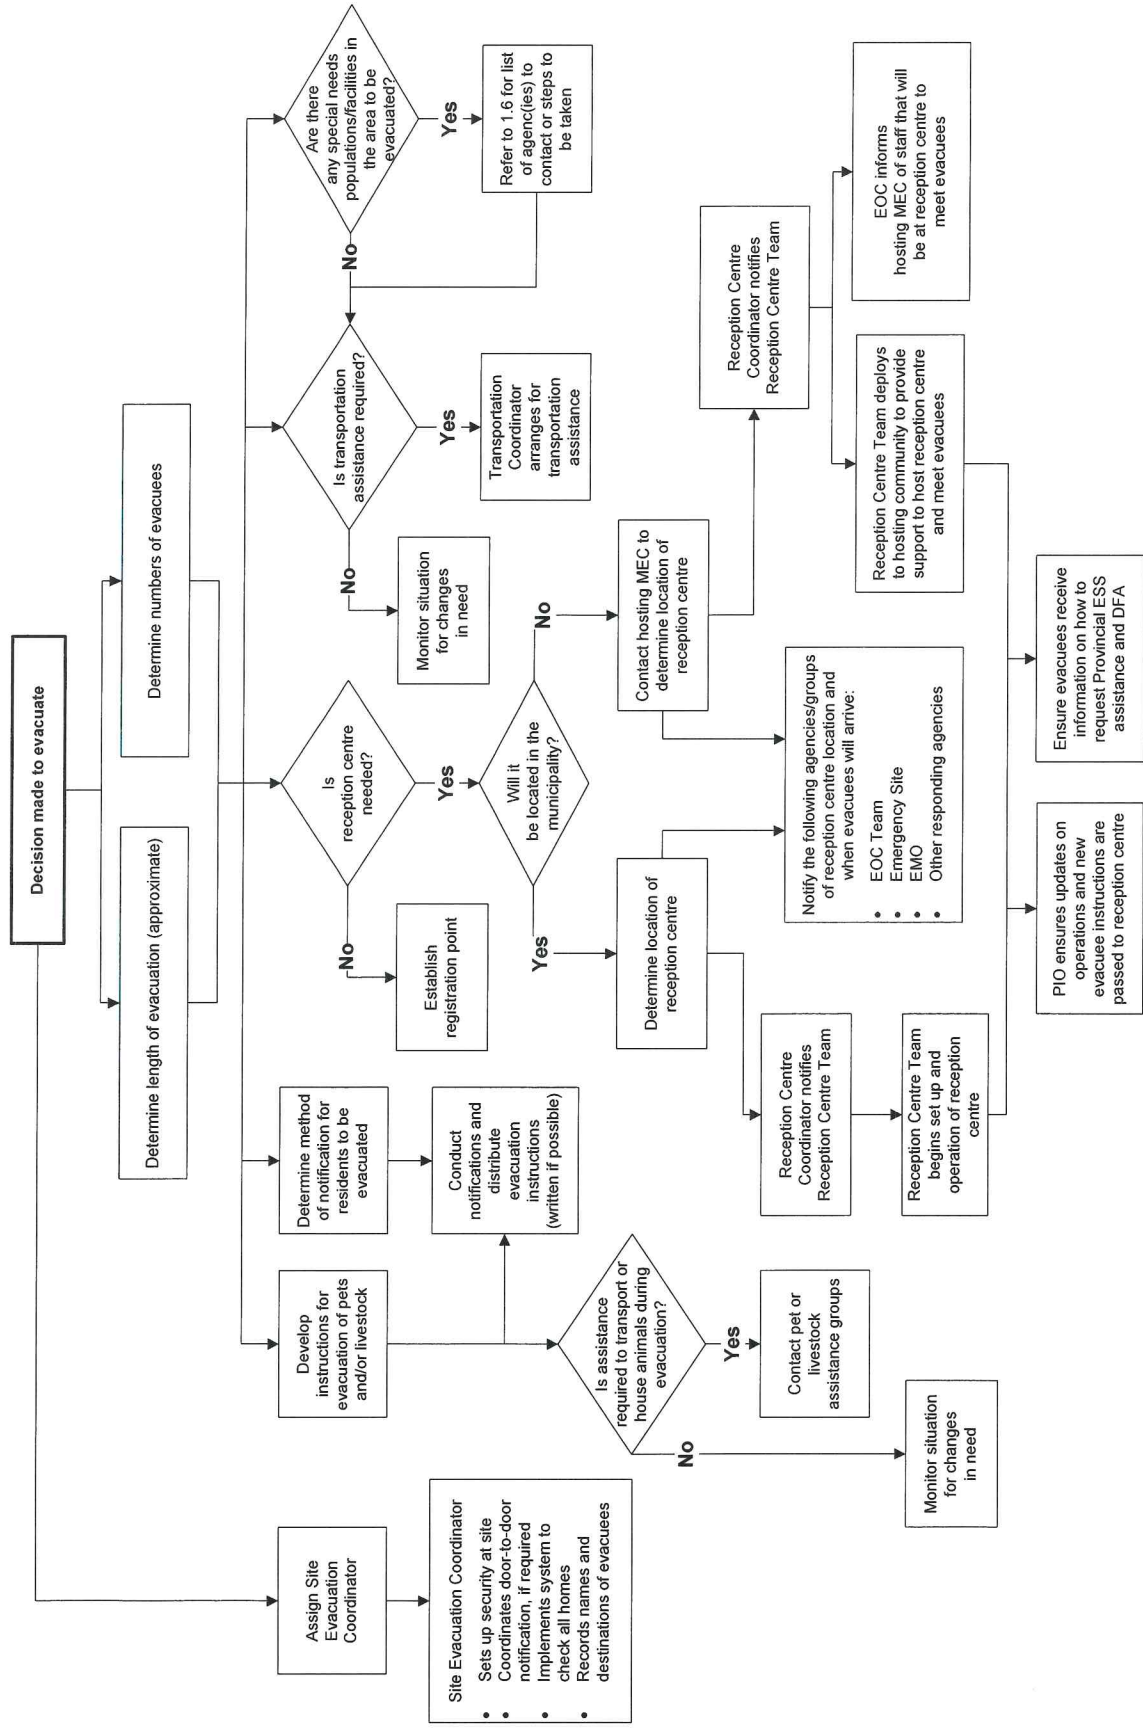 Decision made to evacuate
Determine length of evacuation (approximate)
Determine numbers of evacuees
Assign Site
Evacuation
Coordinator
Site Evacuation Coordinator
• Sets up security at site
• Coordinates door-to-door
notification, if required
• Implements system to
check all homes
• Records names and
destinations of evacuees
Develop
instructions for
evacuation of pets
and/or livestock
Determine method
of notification for
residents to be
evacuated
Conduct
notifications and
distribute
evacuation
instructions
(written if possible)
Is assistance
required to transport or
house animals during
evacuation?
No
Yes
Monitor situation
for changes
in need
Contact pet or
livestock
assistance groups
Is
reception centre
needed?
No
Yes
Establish
registration point
Will it
be located in the
municipality?
Yes
No
Determine location of
reception centre
Contact hosting MEC to
determine location of
reception centre
Reception Centre
Coordinator notifies
Reception Centre Team
Reception Centre Team
begins set up and
operation of reception
centre
Notify the following agencies/groups
of reception centre location and
when evacuees will arrive:
• EOC Team
• Emergency Site
• EMO
• Other responding agencies
Reception Centre
Coordinator notifies
Reception Centre Team
Reception Centre Team deploys
to hosting community to provide
support to host reception centre
and meet evacuees
EOC informs
hosting MEC of staff that will
be at reception centre to
meet evacuees
PIO ensures updates on
operations and new
evacuee instructions are
passed to reception centre
Ensure evacuees receive
information on how to
request Provincial ESS
assistance and DFA
Is transportation
assistance required?
No
Yes
Monitor situation
for changes
in need
Transportation
Coordinator
arranges for
transportation
assistance
Are there
any special needs
populations/facilities in
the area to be
evacuated?
No
Yes
Refer to 1.6 for list
of agenc(ies) to
contact or steps to
be taken